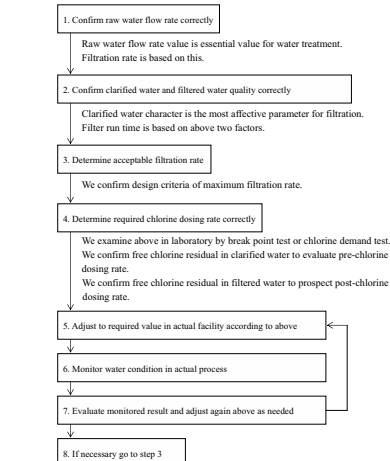 1. Confirm raw water flow rate correctly
Raw water flow rate value is essential value for water treatment.
Filtration rate is based on this.
2. Confirm clarified water and filtered water quality correctly
Clarified water character is the most affective parameter for filtration.
Filter run time is based on above two factors.
3. Determine acceptable filtration rate
We confirm design criteria of maximum filtration rate.
4. Determine required chlorine dosing rate correctly
We examine above in laboratory by break point test or chlorine demand test.
We confirm free chlorine residual in clarified water to evaluate pre-chlorine
dosing rate.
We confirm free chlorine residual in filtered water to prospect post-chlorine
dosing rate.
5. Adjust to required value in actual facility according to above
6. Monitor water condition in actual process
7. Evaluate monitored result and adjust again above as needed
8. If necessary go to step 3